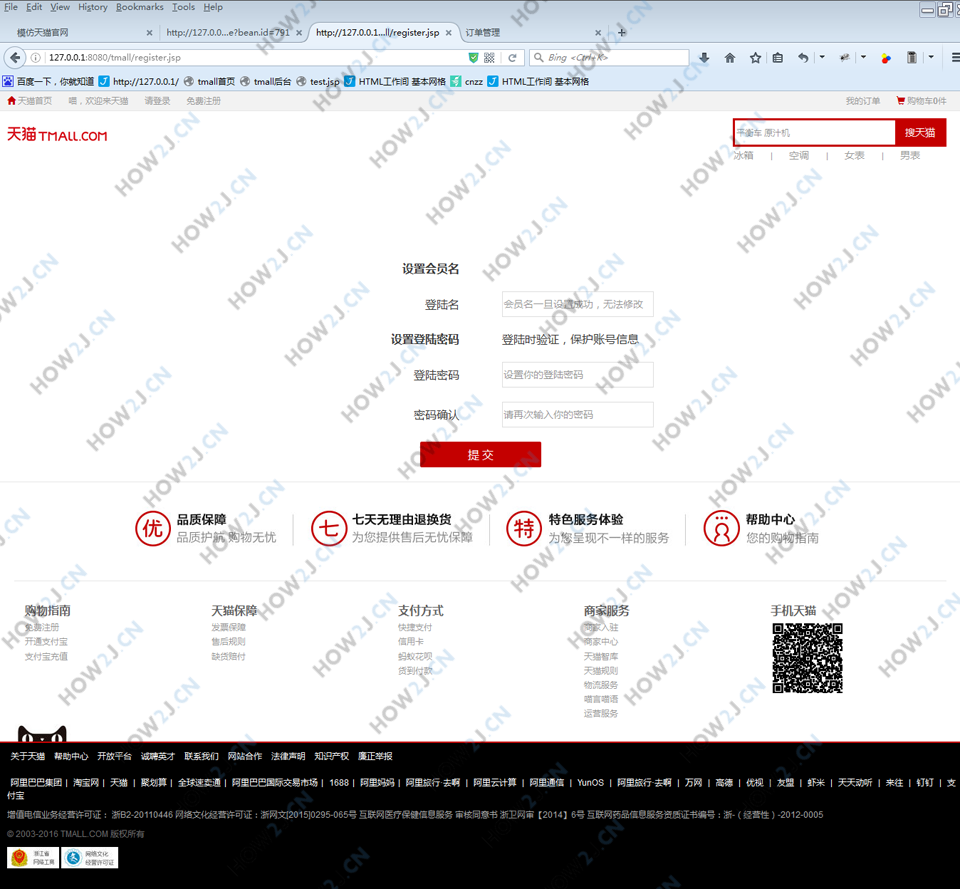 File Edit View History Bookmarks Tools Help
模仿天猫官网 × http://127.0.0...e?bean.id=791 × http://127.0.0.1...ll/register.jsp × 订单管理 × +
127.0.0.1:8080/tmall/register.jsp Bing <Ctrl+K>
百度一下，你就知道 http://127.0.0.1/ tmall首页 tmall后台 test.jsp HTML工作间 基本网格 cnzz HTML工作间 基本网格
天猫首页 喵，欢迎来天猫 请登录 免费注册 我的订单 购物车0件
天猫 TMALL.COM
平衡车 原汁机 搜天猫
冰箱 | 空调 | 女表 | 男表
设置会员名
登陆名 会员名一旦设置成功，无法修改
设置登陆密码 登陆时验证，保护账号信息
登陆密码 设置你的登陆密码
密码确认 请再次输入你的密码
提 交
优 品质保障 七 七天无理由退换货 特 特色服务体验 帮助中心
品质护航 购物无忧 为您提供售后无忧保障 为您呈现不一样的服务 您的购物指南
购物指南 天猫保障 支付方式 商家服务 手机天猫
免费注册 发票保障 快捷支付 商家入驻
开通支付宝 售后规则 信用卡 商家中心
支付宝充值 缺货赔付 蚂蚁花呗 天猫智库
货到付款 天猫规则
物流服务
喵言喵语
运营服务
关于天猫 帮助中心 开放平台 诚聘英才 联系我们 网站合作 法律声明 知识产权 廉正举报
阿里巴巴集团 | 淘宝网 | 天猫 | 聚划算 | 全球速卖通 | 阿里巴巴国际交易市场 | 1688 | 阿里妈妈 | 阿里旅行·去啊 | 阿里云计算 | 阿里通信 | YunOS | 阿里旅行·去啊 | 万网 | 高德 | 优视 | 友盟 | 虾米 | 天天动听 | 来往 | 钉钉 | 支
付宝
增值电信业务经营许可证： 浙B2-20110446 网络文化经营许可证：浙网文[2015]0295-065号 互联网医疗保健信息服务 审核同意书 浙卫网审【2014】6号 互联网药品信息服务资质证书编号：浙-（经营性）-2012-0005
© 2003-2016 TMALL.COM 版权所有
浙江省 网络工商 网络文化 经营许可证
HOW2J.CN